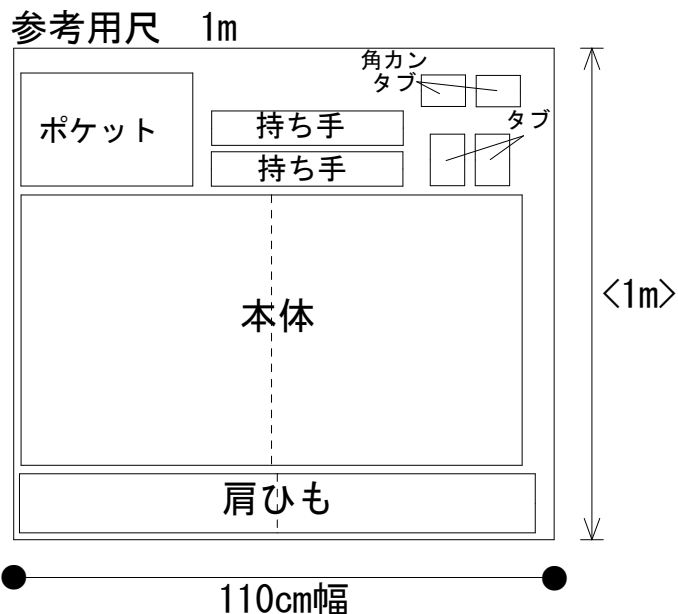 参考用尺　1m
角カン
タブ
ポケット
持ち手
タブ
持ち手
本体
<1m>
肩ひも
110cm幅